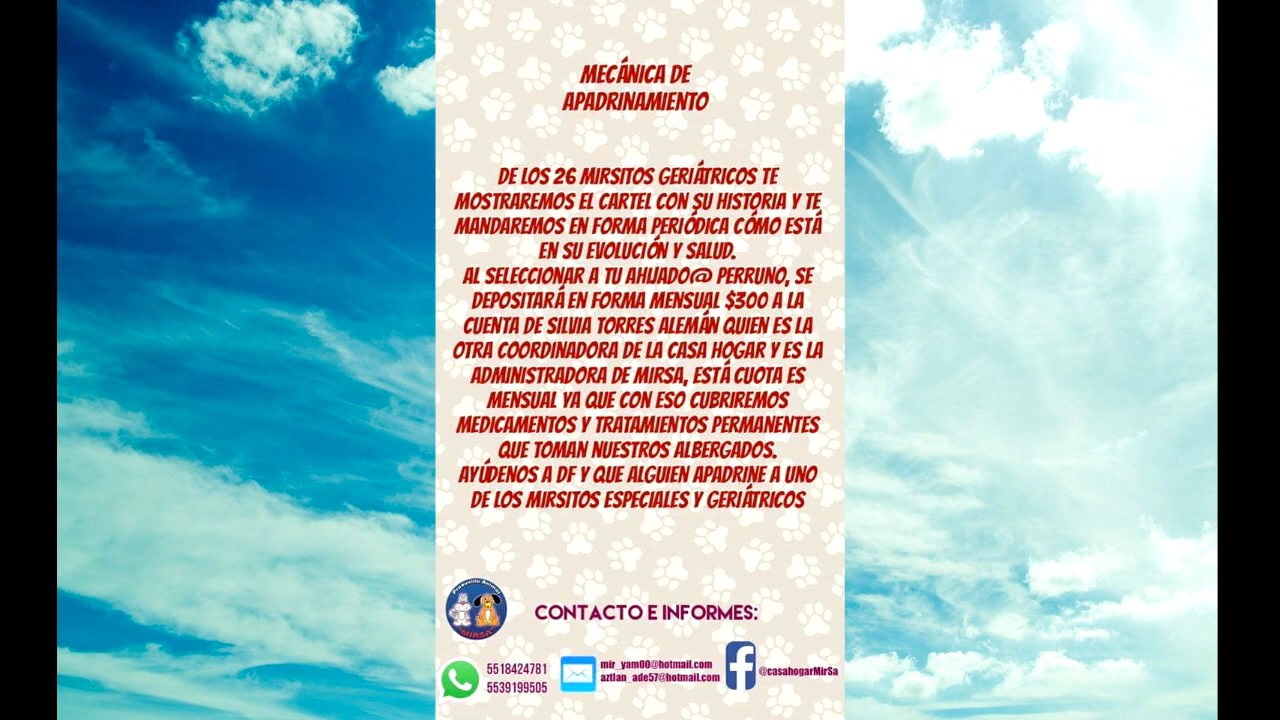 MECÁNICA DE
APADRINAMIENTO
DE LOS 26 MIRSITOS GERIÁTRICOS TE
MOSTRAREMOS EL CARTEL CON SU HISTORIA Y TE
MANDAREMOS EN FORMA PERIÓDICA CÓMO ESTÁ
EN SU EVOLUCIÓN Y SALUD.
AL SELECCIONAR A TU AHIJADO@ PERRUNO, SE
DEPOSITARÁ EN FORMA MENSUAL $300 A LA
CUENTA DE SILVIA TORRES ALEMÁN QUIEN ES LA
OTRA COORDINADORA DE LA CASA HOGAR Y ES LA
ADMINISTRADORA DE MIRSA, ESTÁ CUOTA ES
MENSUAL YA QUE CON ESO CUBRIREMOS
MEDICAMENTOS Y TRATAMIENTOS PERMANENTES
QUE TOMAN NUESTROS ALBERGADOS.
AYÚDENOS A DF Y QUE ALGUIEN APADRINE A UNO
DE LOS MIRSITOS ESPECIALES Y GERIÁTRICOS
MIRSA
CONTACTO E INFORMES:
5518424781
5539199505
mir_yam00@hotmail.com
aztlan_ade57@hotmail.com
@casahogarMirSa